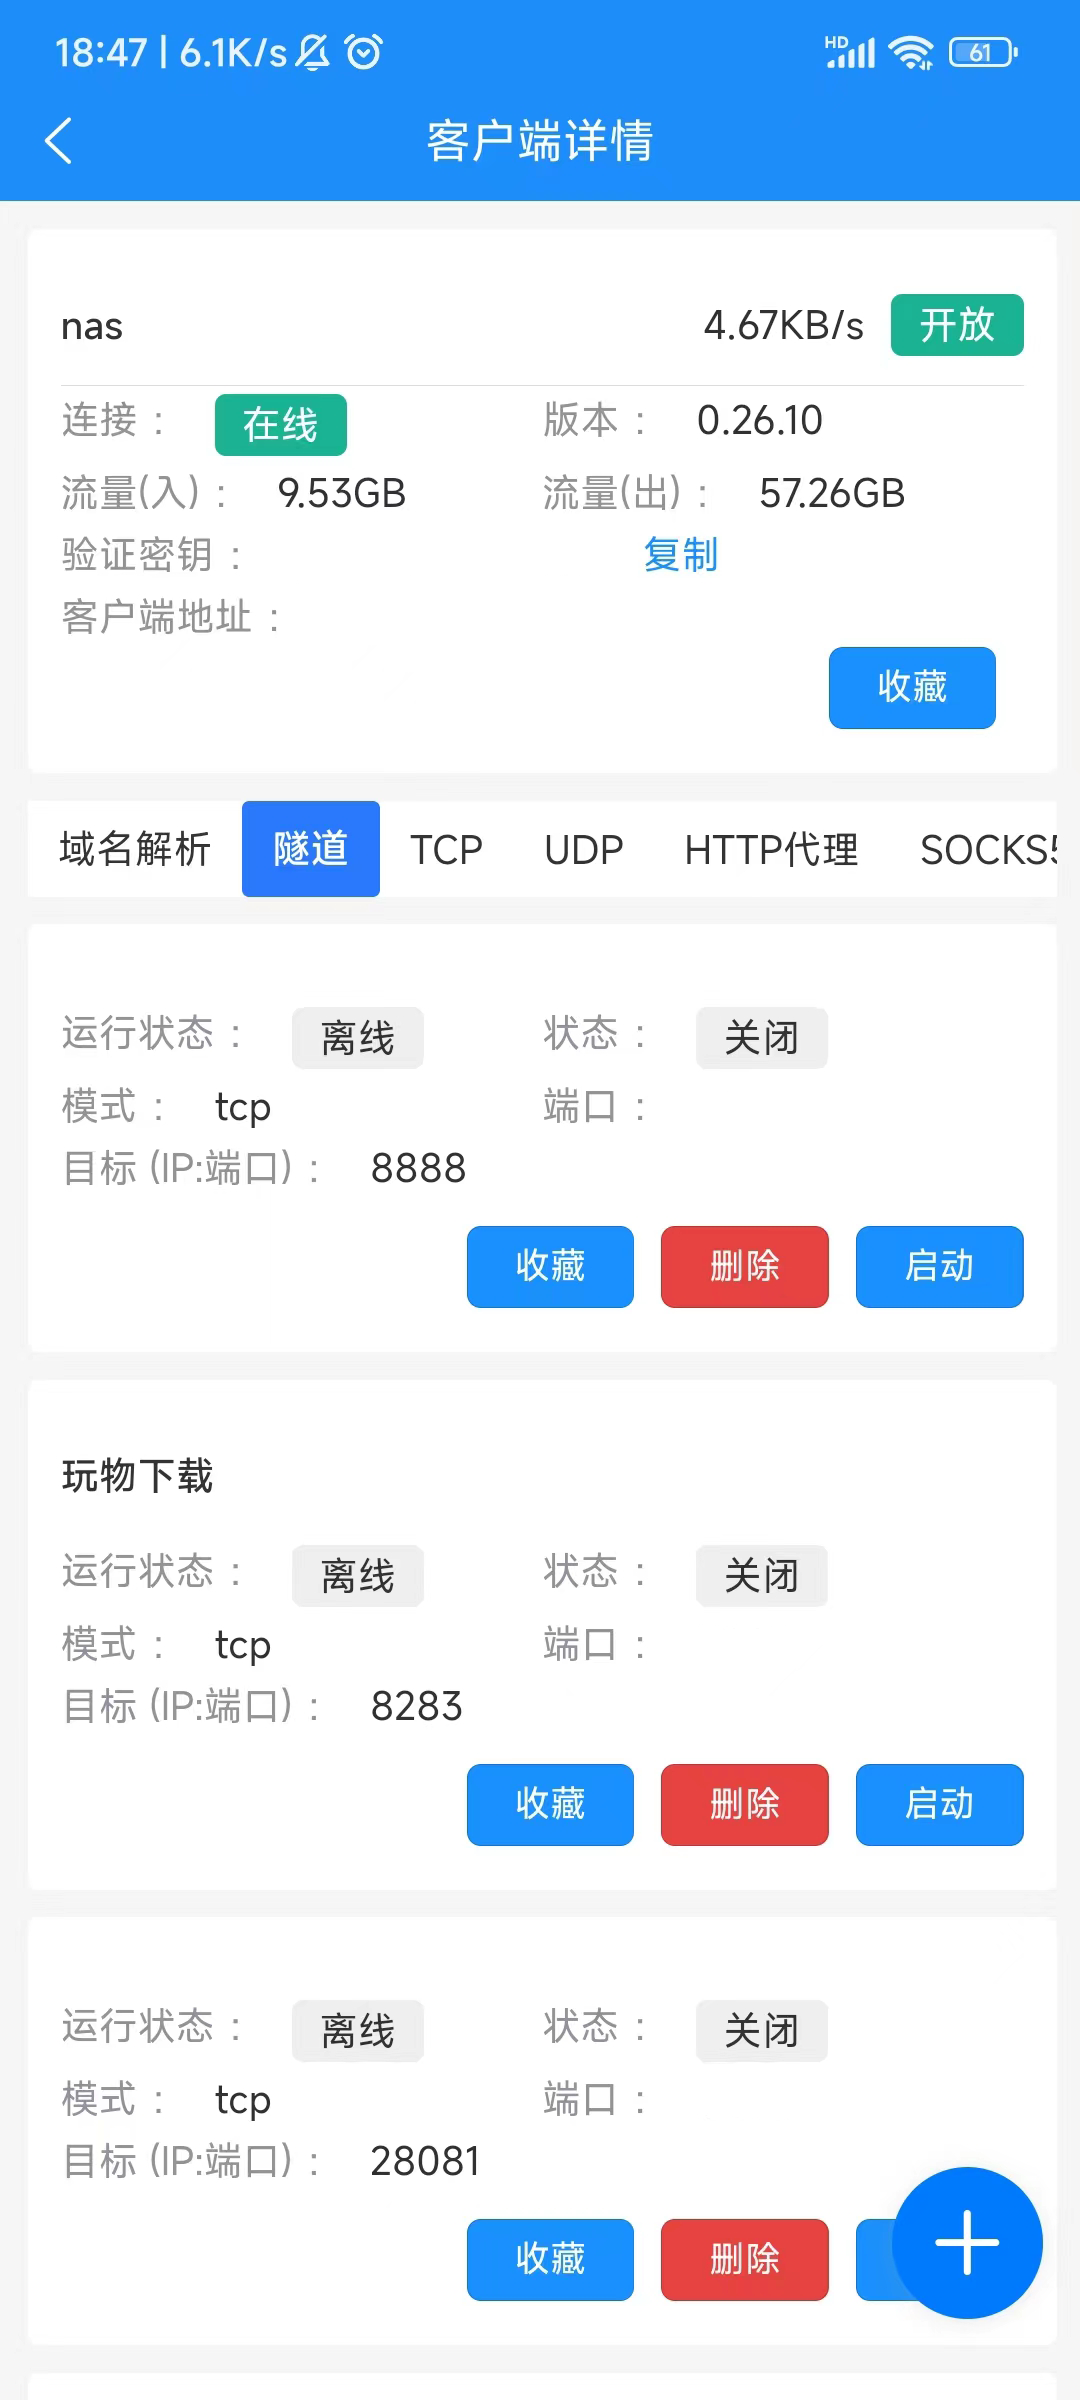 18:47 | 6.1K/s HD 61
客户端详情
nas 4.67KB/s 开放
连接： 在线 版本： 0.26.10
流量(入)： 9.53GB 流量(出)： 57.26GB
验证密钥： 复制
客户端地址：
收藏
域名解析 隧道 TCP UDP HTTP代理 SOCKS5
运行状态： 离线 状态： 关闭
模式： tcp 端口：
目标 (IP:端口)： 8888
收藏 删除 启动
玩物下载
运行状态： 离线 状态： 关闭
模式： tcp 端口：
目标 (IP:端口)： 8283
收藏 删除 启动
运行状态： 离线 状态： 关闭
模式： tcp 端口：
目标 (IP:端口)： 28081
收藏 删除